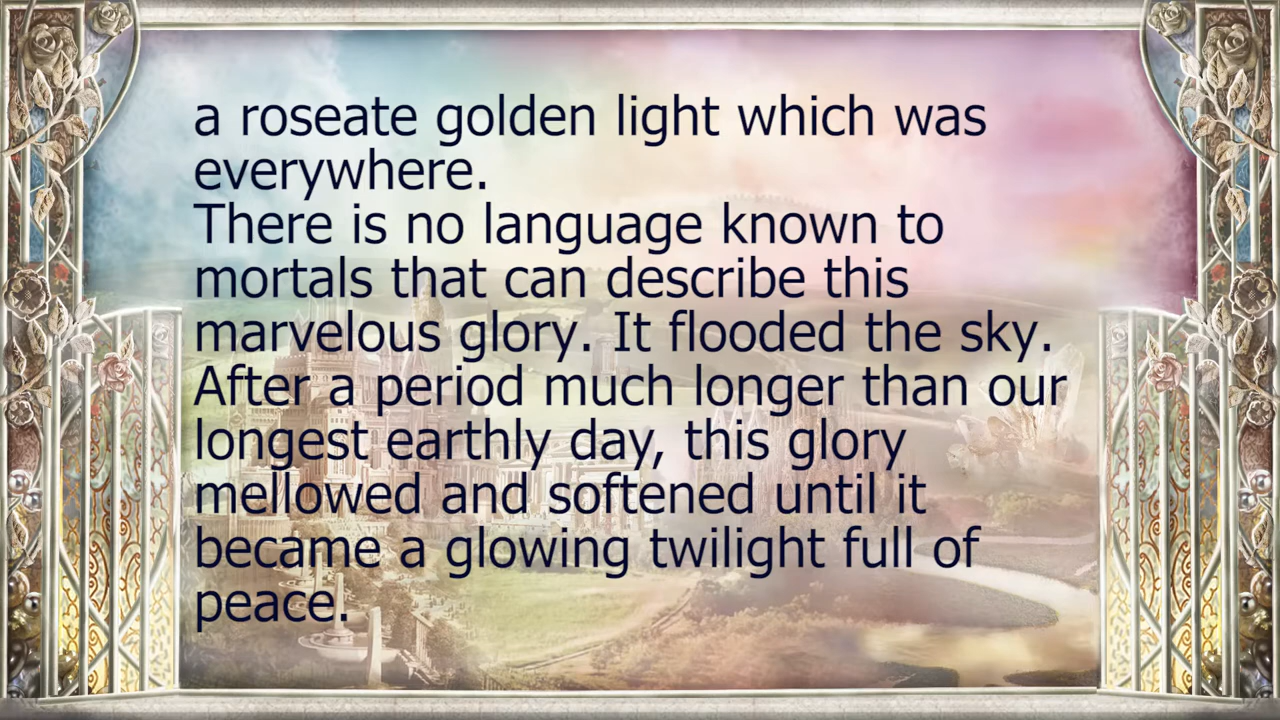 a roseate golden light which was
everywhere.
There is no language known to
mortals that can describe this
marvelous glory. It flooded the sky.
After a period much longer than our
longest earthly day, this glory
mellowed and softened until it
became a glowing twilight full of
peace.